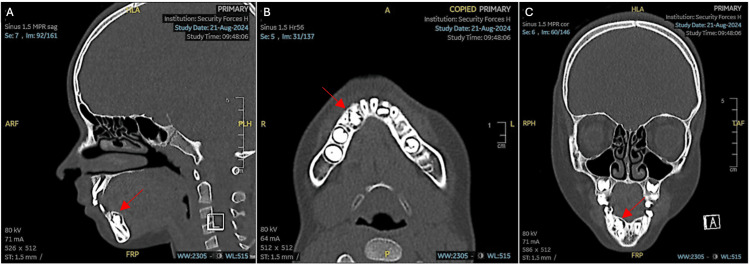 A
Sinus 1.5 MPR sag
Se: 7 , Im: 92/161
HLA
PRIMARY
Institution: Security Forces H
Study Date: 21-Aug-2024
Study Time: 09:48:06
ARF
PLH
5
cm
80 kV
71 mA
526 x 512
ST: 1.5 mm /
FRP
WW:2305 - WL:515
B
Sinus 1.5 Hr56
Se: 5 , Im: 31/137
A
COPIED PRIMARY
Institution: Security Forces H
Study Date: 21-Aug-2024
Study Time: 09:48:06
R
1
L
cm
80 kV
64 mA
512 x 512
ST: 1.5 mm /
P
WW:2305 - WL:515
C
Sinus 1.5 MPR cor
Se: 6 , Im: 60/146
HLA
PRIMARY
Institution: Security Forces H
Study Date: 21-Aug-2024
Study Time: 09:48:06
RPH
5
cm
80 kV
71 mA
586 x 512
ST: 1.5 mm /
A
FRP
WW:2305 - WL:515